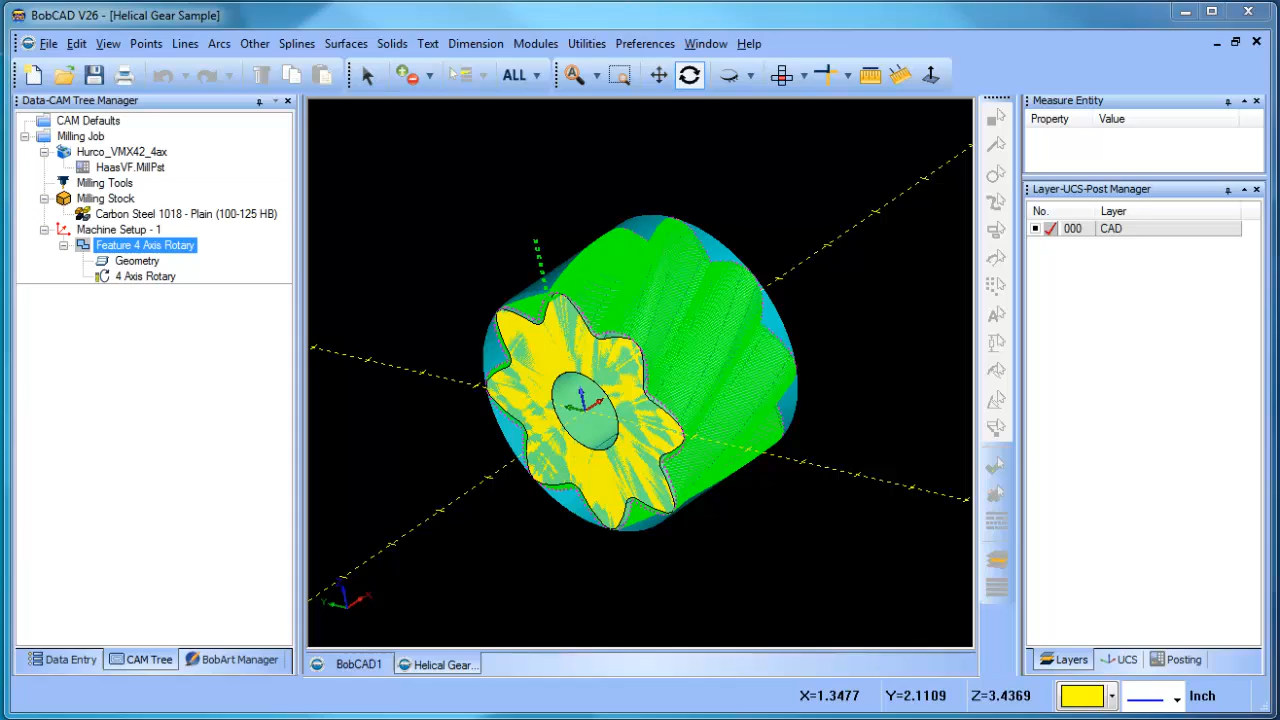 BobCAD V26 - [Helical Gear Sample]
File Edit View Points Lines Arcs Other Splines Surfaces Solids Text Dimension Modules Utilities Preferences Window Help
ALL
Data-CAM Tree Manager
CAM Defaults
Milling Job
Hurco_VMX42_4ax
HaasVF.MillPst
Milling Tools
Milling Stock
Carbon Steel 1018 - Plain (100-125 HB)
Machine Setup - 1
Feature 4 Axis Rotary
Geometry
4 Axis Rotary
Data Entry CAM Tree BobArt Manager
Y X
BobCAD1 Helical Gear...
Measure Entity
Property Value
Layer-UCS-Post Manager
No. Layer
000 CAD
Layers UCS Posting
X=1.3477 Y=2.1109 Z=3.4369 Inch